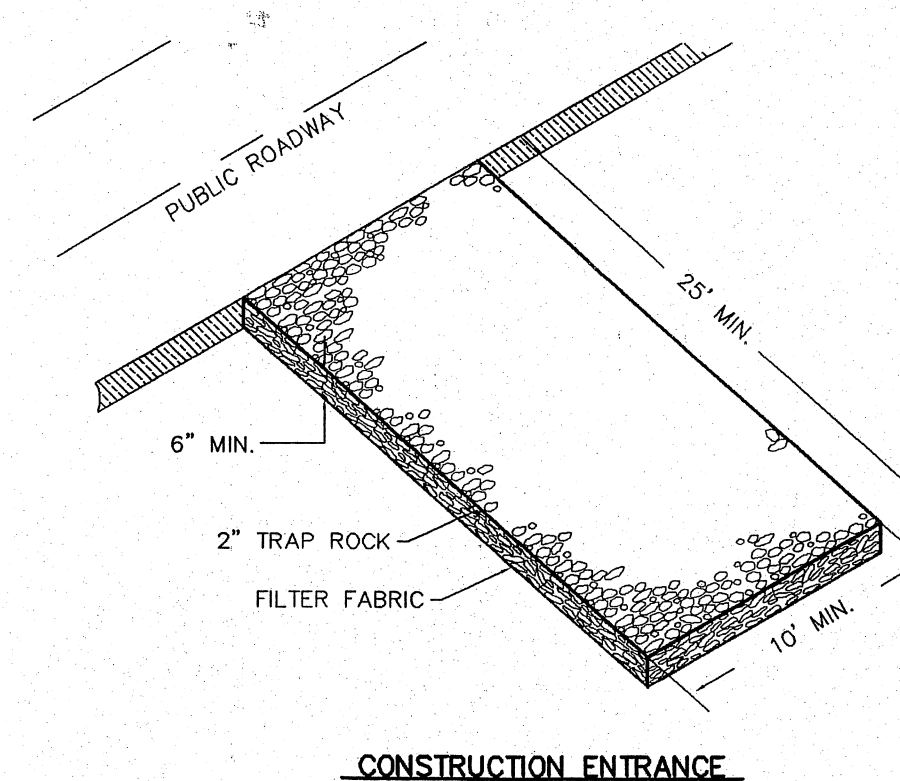 PUBLIC ROADWAY
25' MIN.
6" MIN.
2" TRAP ROCK
FILTER FABRIC
10' MIN.
CONSTRUCTION ENTRANCE